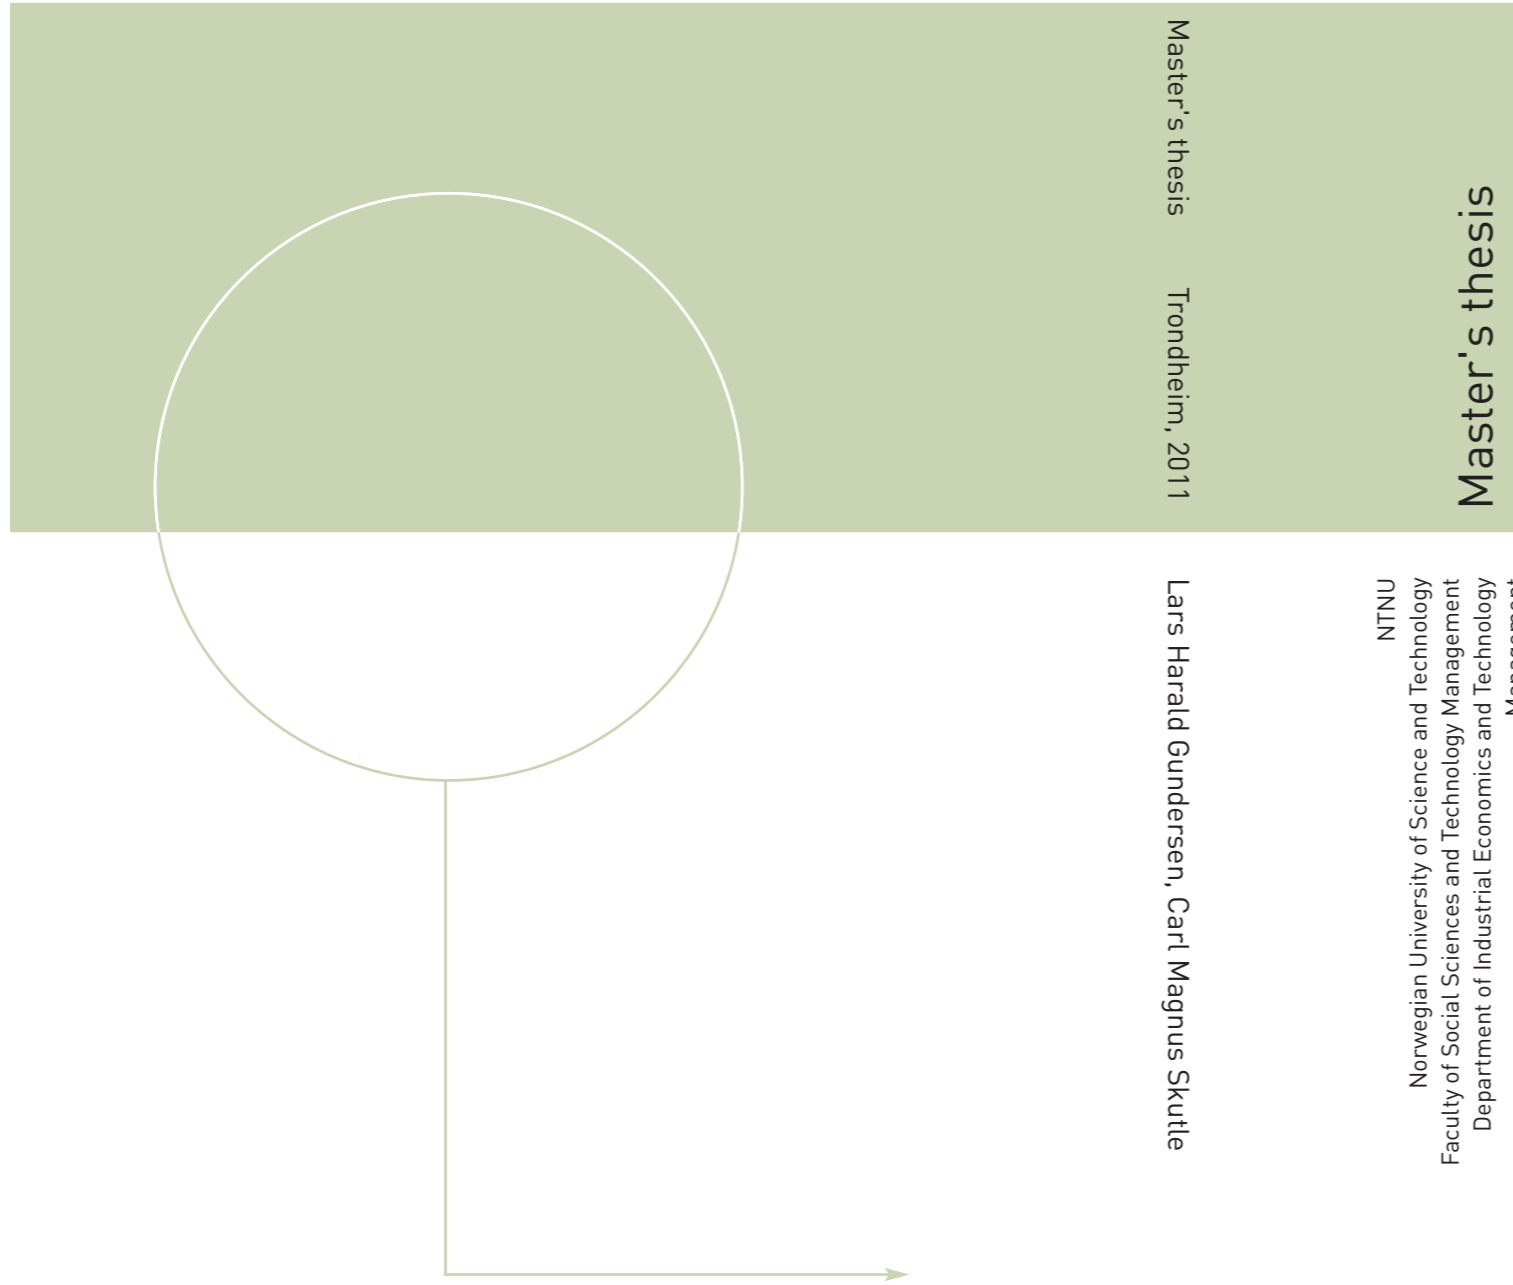 Master's thesis
Trondheim, 2011
Lars Harald Gundersen, Carl Magnus Skutle
Master's thesis
NTNU
Norwegian University of Science and Technology
Faculty of Social Sciences and Technology Management
Department of Industrial Economics and Technology
Management